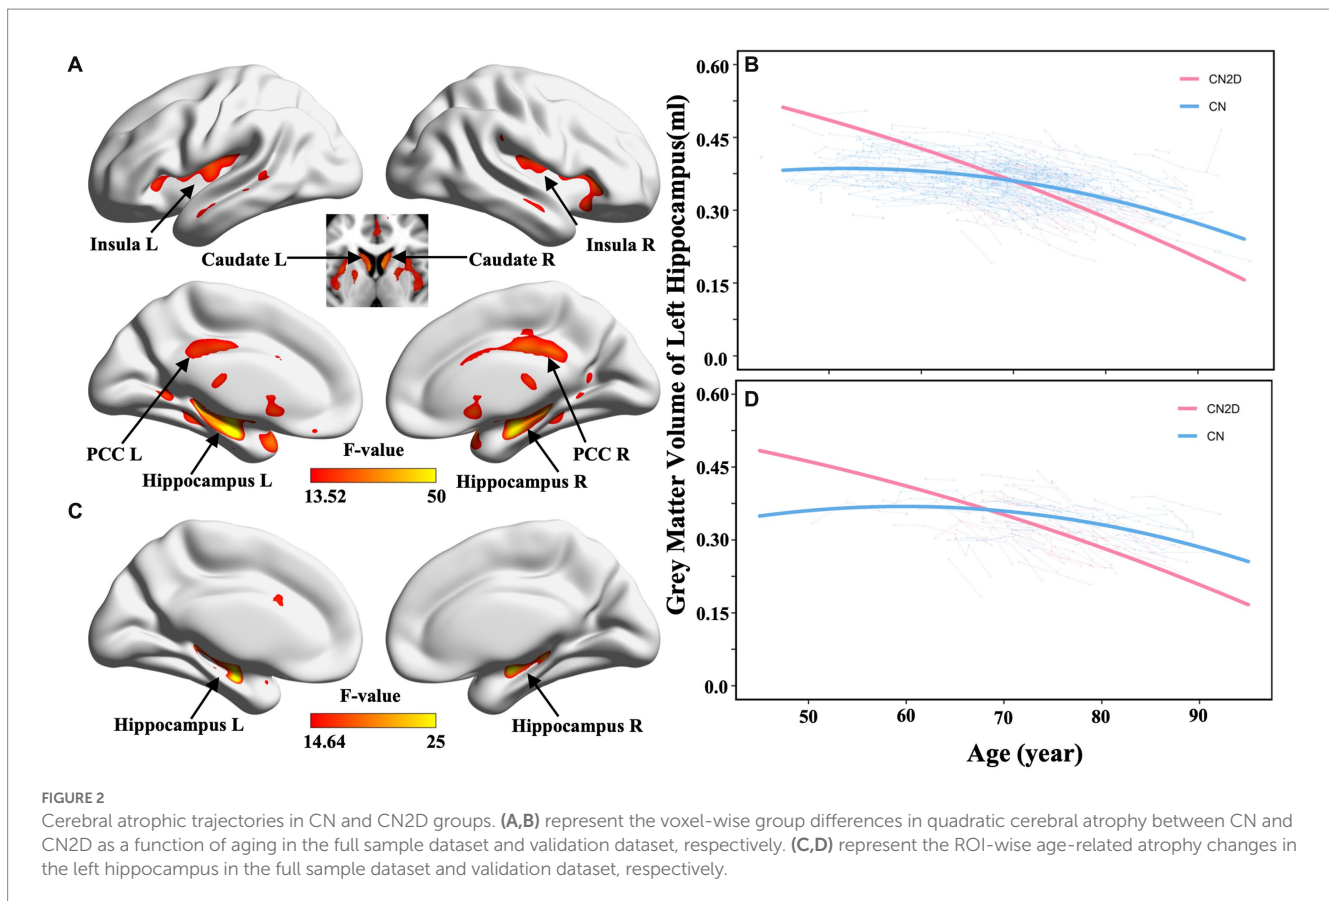 A
Insula L
Insula R
Caudate L
Caudate R
PCC L
Hippocampus L
F-value
13.52 50
PCC R
Hippocampus R
C
Hippocampus L
F-value
14.64 25
Hippocampus R
Grey Matter Volume of Left Hippocampus(ml)
B
0.60
0.45
0.30
0.15
0.0
CN2D
CN
D
0.60
0.45
0.30
0.15
0.0
CN2D
CN
50 60 70 80 90
Age (year)
FIGURE 2
Cerebral atrophic trajectories in CN and CN2D groups. (A,B) represent the voxel-wise group differences in quadratic cerebral atrophy between CN and
CN2D as a function of aging in the full sample dataset and validation dataset, respectively. (C,D) represent the ROI-wise age-related atrophy changes in
the left hippocampus in the full sample dataset and validation dataset, respectively.